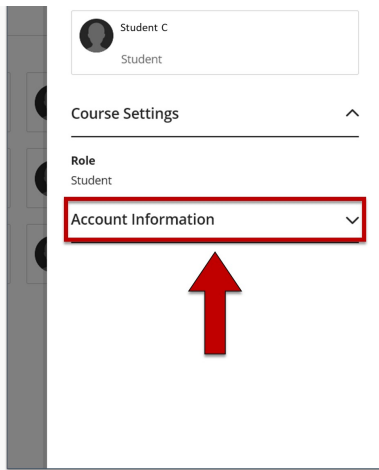 Student C
Student
Course Settings
Role
Student
Account Information